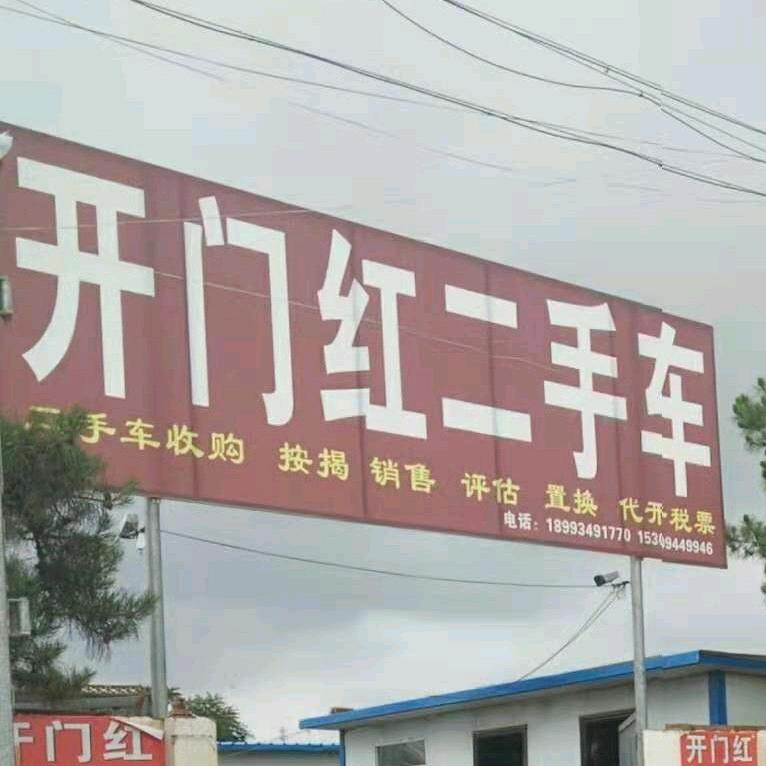 开门红二手车
二手车收购 按揭 销售 评估 置换 代开税票
电话：18993491770 15309449946
开门红
开门红